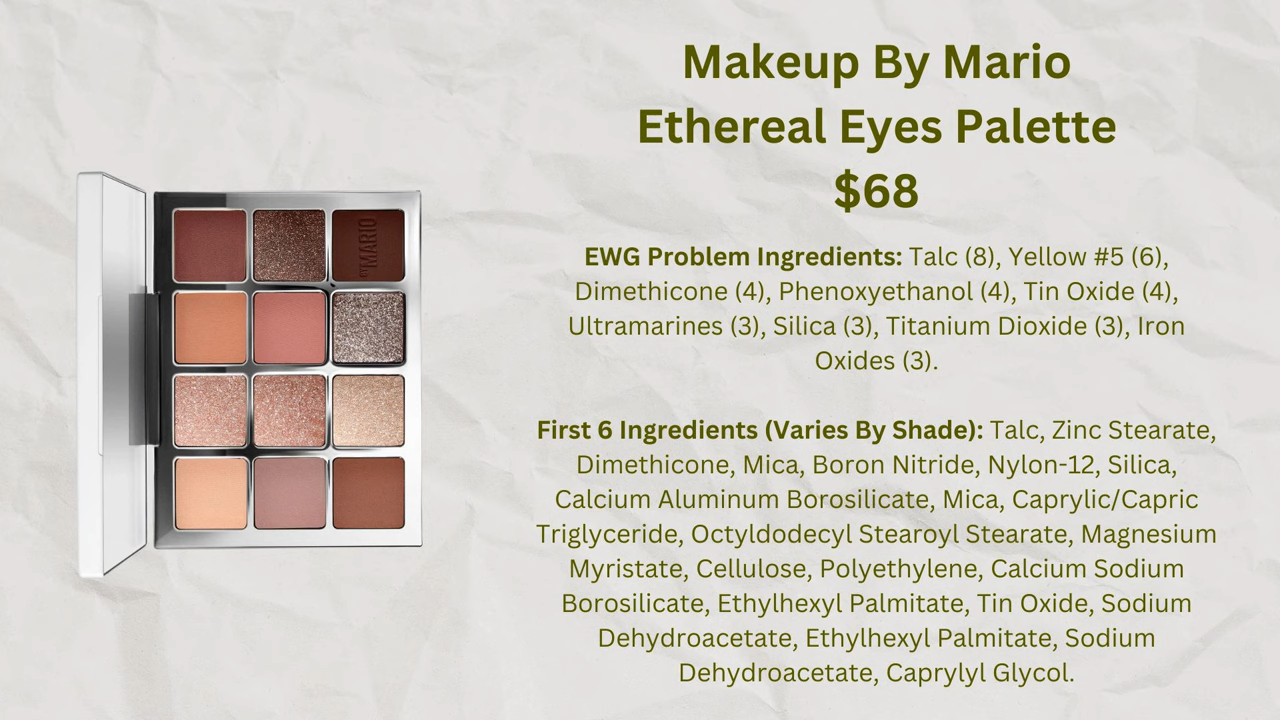 Makeup By Mario
Ethereal Eyes Palette
$68
EWG Problem Ingredients: Talc (8), Yellow #5 (6),
Dimethicone (4), Phenoxyethanol (4), Tin Oxide (4),
Ultramarines (3), Silica (3), Titanium Dioxide (3), Iron
Oxides (3).
First 6 Ingredients (Varies By Shade): Talc, Zinc Stearate,
Dimethicone, Mica, Boron Nitride, Nylon-12, Silica,
Calcium Aluminum Borosilicate, Mica, Caprylic/Capric
Triglyceride, Octyldodecyl Stearoyl Stearate, Magnesium
Myristate, Cellulose, Polyethylene, Calcium Sodium
Borosilicate, Ethylhexyl Palmitate, Tin Oxide, Sodium
Dehydroacetate, Ethylhexyl Palmitate, Sodium
Dehydroacetate, Caprylyl Glycol.
BY MARIO